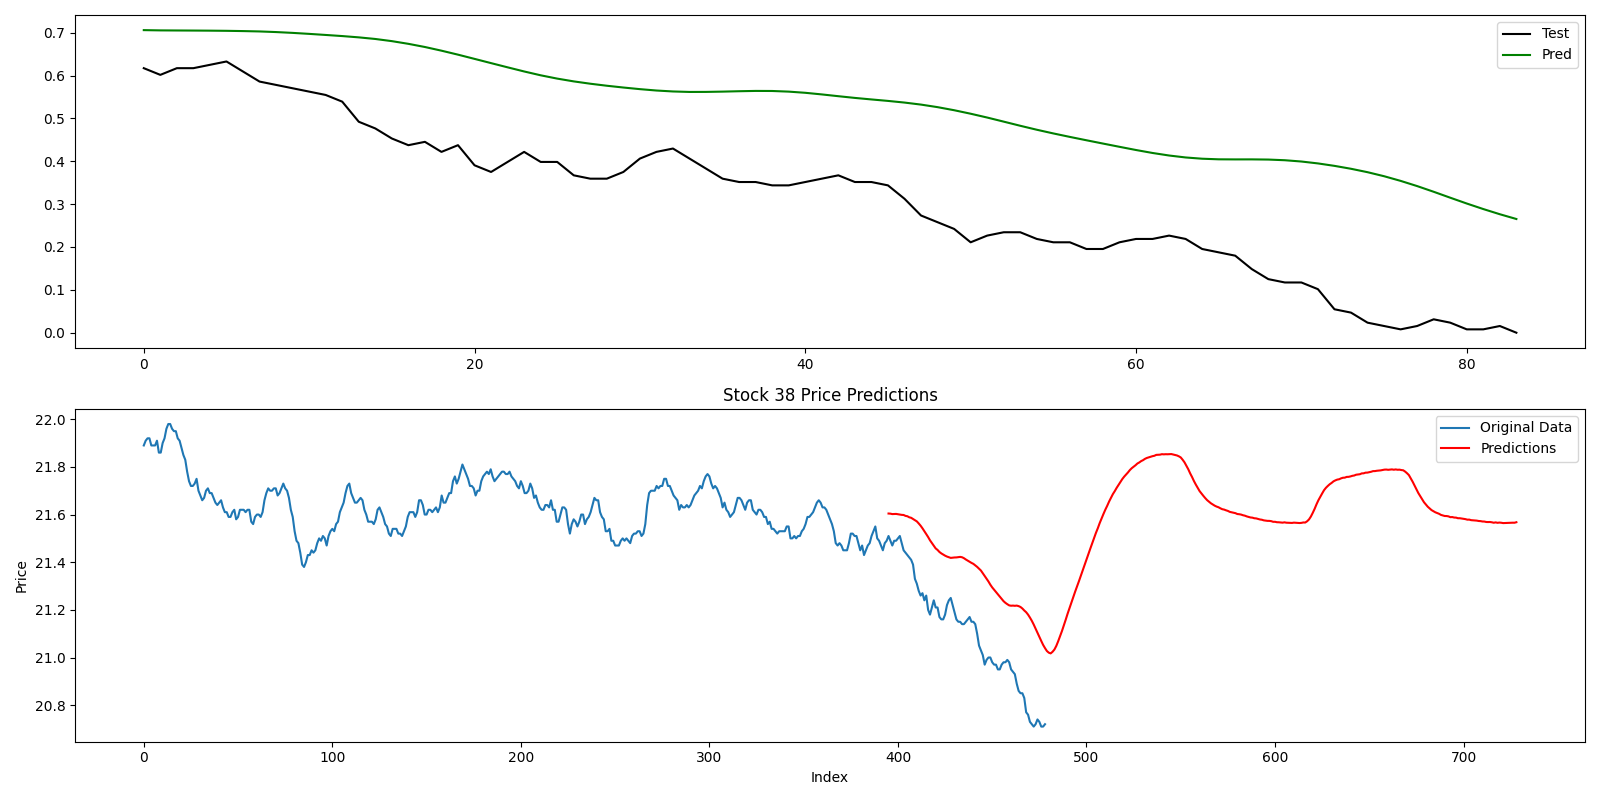 0.7
0.6
0.5
0.4
0.3
0.2
0.1
0.0
Test
Pred
0 20 40 60 80
Stock 38 Price Predictions
22.0
21.8
21.6
21.4
21.2
21.0
20.8
Price
Original Data
Predictions
0 100 200 300 400 500 600 700
Index